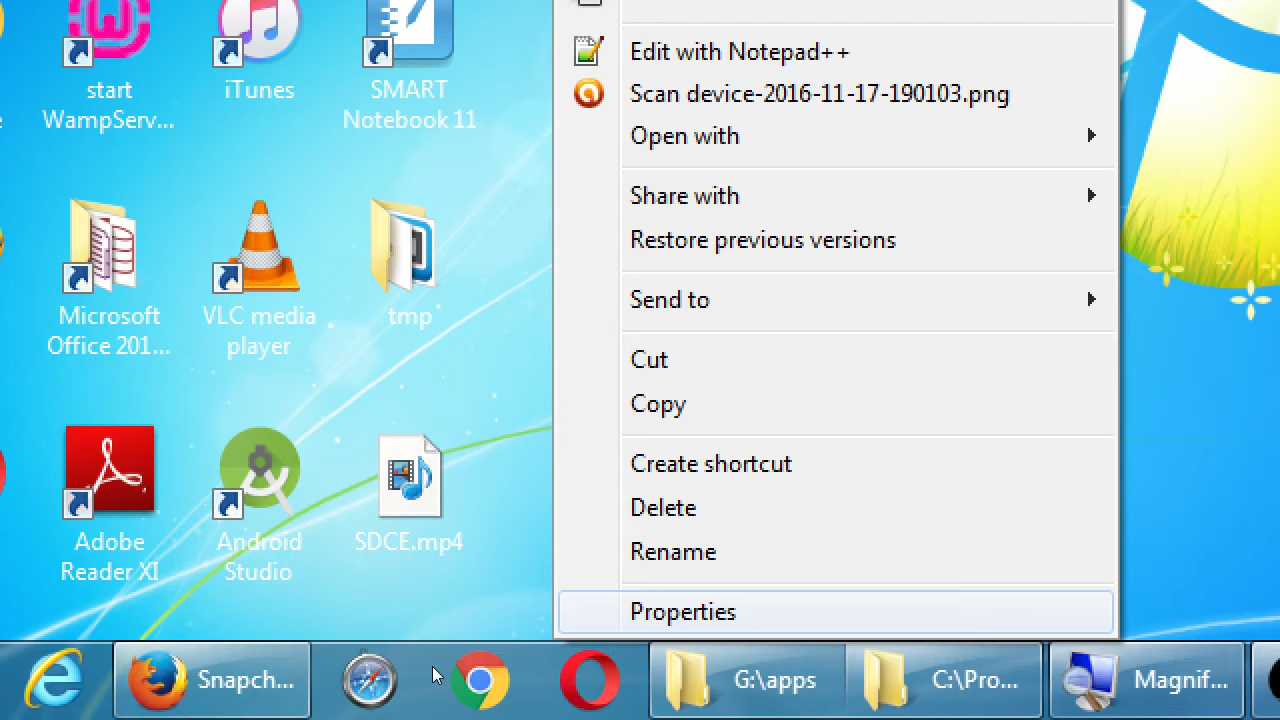 start
WampServ...
iTunes
SMART
Notebook 11
Microsoft
Office 201...
VLC media
player
tmp
Adobe
Reader XI
Android
Studio
SDCE.mp4
Edit with Notepad++
Scan device-2016-11-17-190103.png
Open with
Share with
Restore previous versions
Send to
Cut
Copy
Create shortcut
Delete
Rename
Properties
Snapch...
G:\apps
C:\Pro...
Magnif...